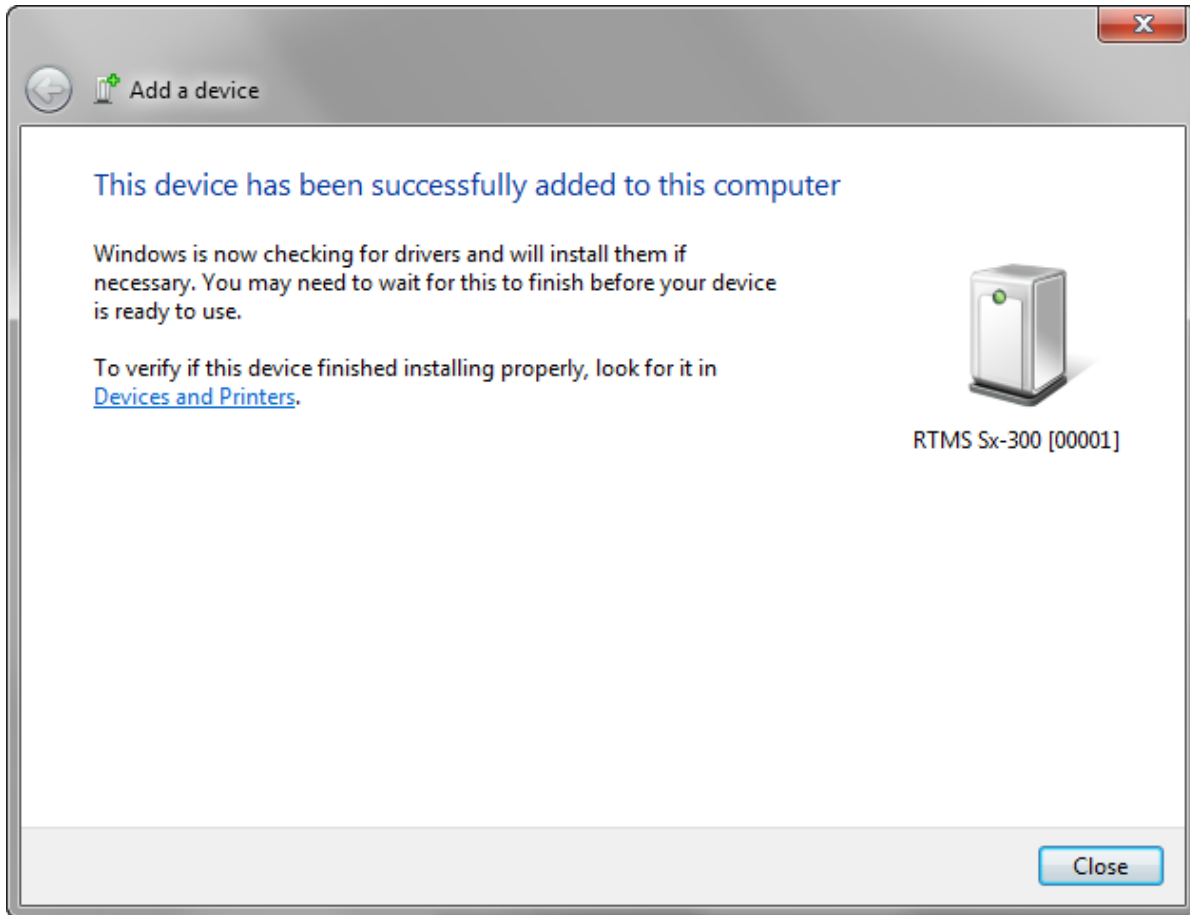 Add a device
This device has been successfully added to this computer
Windows is now checking for drivers and will install them if
necessary. You may need to wait for this to finish before your device
is ready to use.
To verify if this device finished installing properly, look for it in
Devices and Printers.
RTMS Sx-300 [00001]
Close